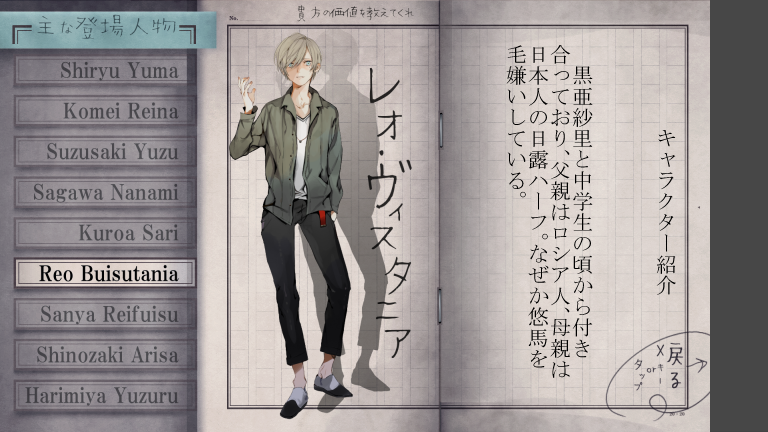 主な登場人物
Shiryu Yuma
Komei Reina
Suzusaki Yuzu
Sagawa Nanami
Kuroa Sari
Reo Buisutania
Sanya Reifuisu
Shinozaki Arisa
Harimiya Yuzuru
No.
貴方の価値を教えてくれ
レオ・ヴィスタニア
キャラクター紹介
黒亜紗里と中学生の頃から付き
合っており、父親はロシア人、母親は
日本人の日露ハーフ。なぜか悠馬を
毛嫌いしている。
戻る
Xキー
or
タップ